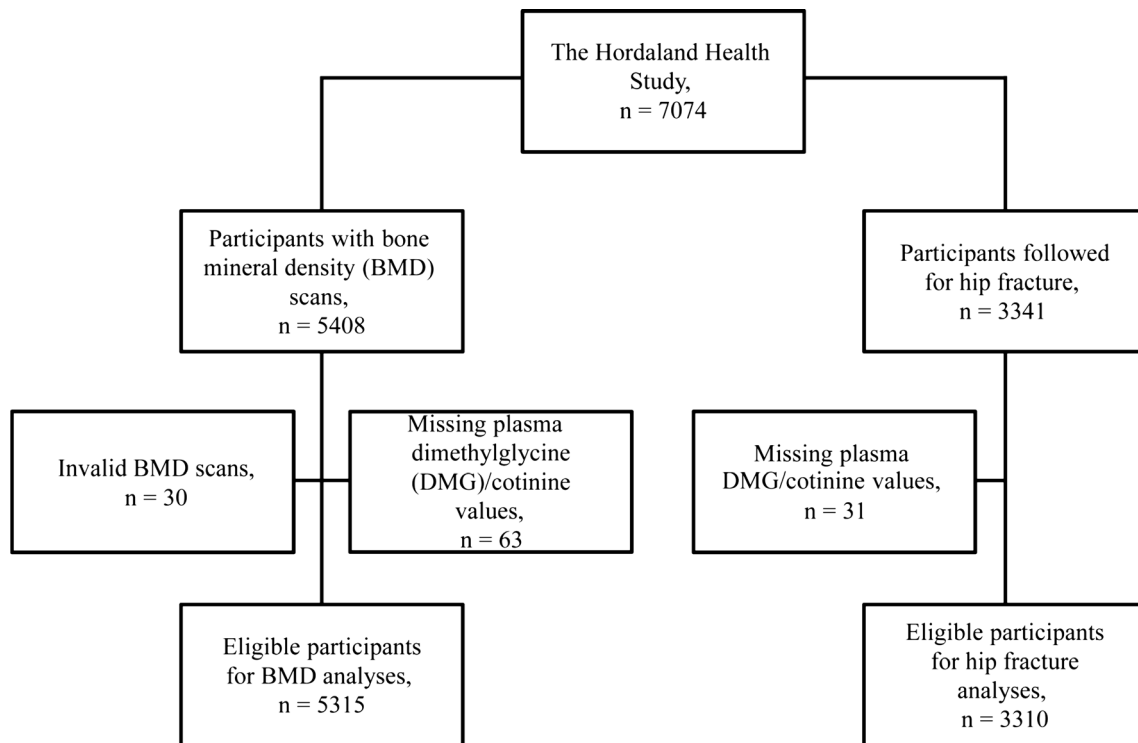 The Hordaland Health
Study,
n = 7074
Participants with bone
mineral density (BMD)
scans,
n = 5408
Participants followed
for hip fracture,
n = 3341
Invalid BMD scans,
n = 30
Missing plasma
dimethylglycine
(DMG)/cotinine
values,
n = 63
Missing plasma
DMG/cotinine values,
n = 31
Eligible participants
for BMD analyses,
n = 5315
Eligible participants
for hip fracture
analyses,
n = 3310